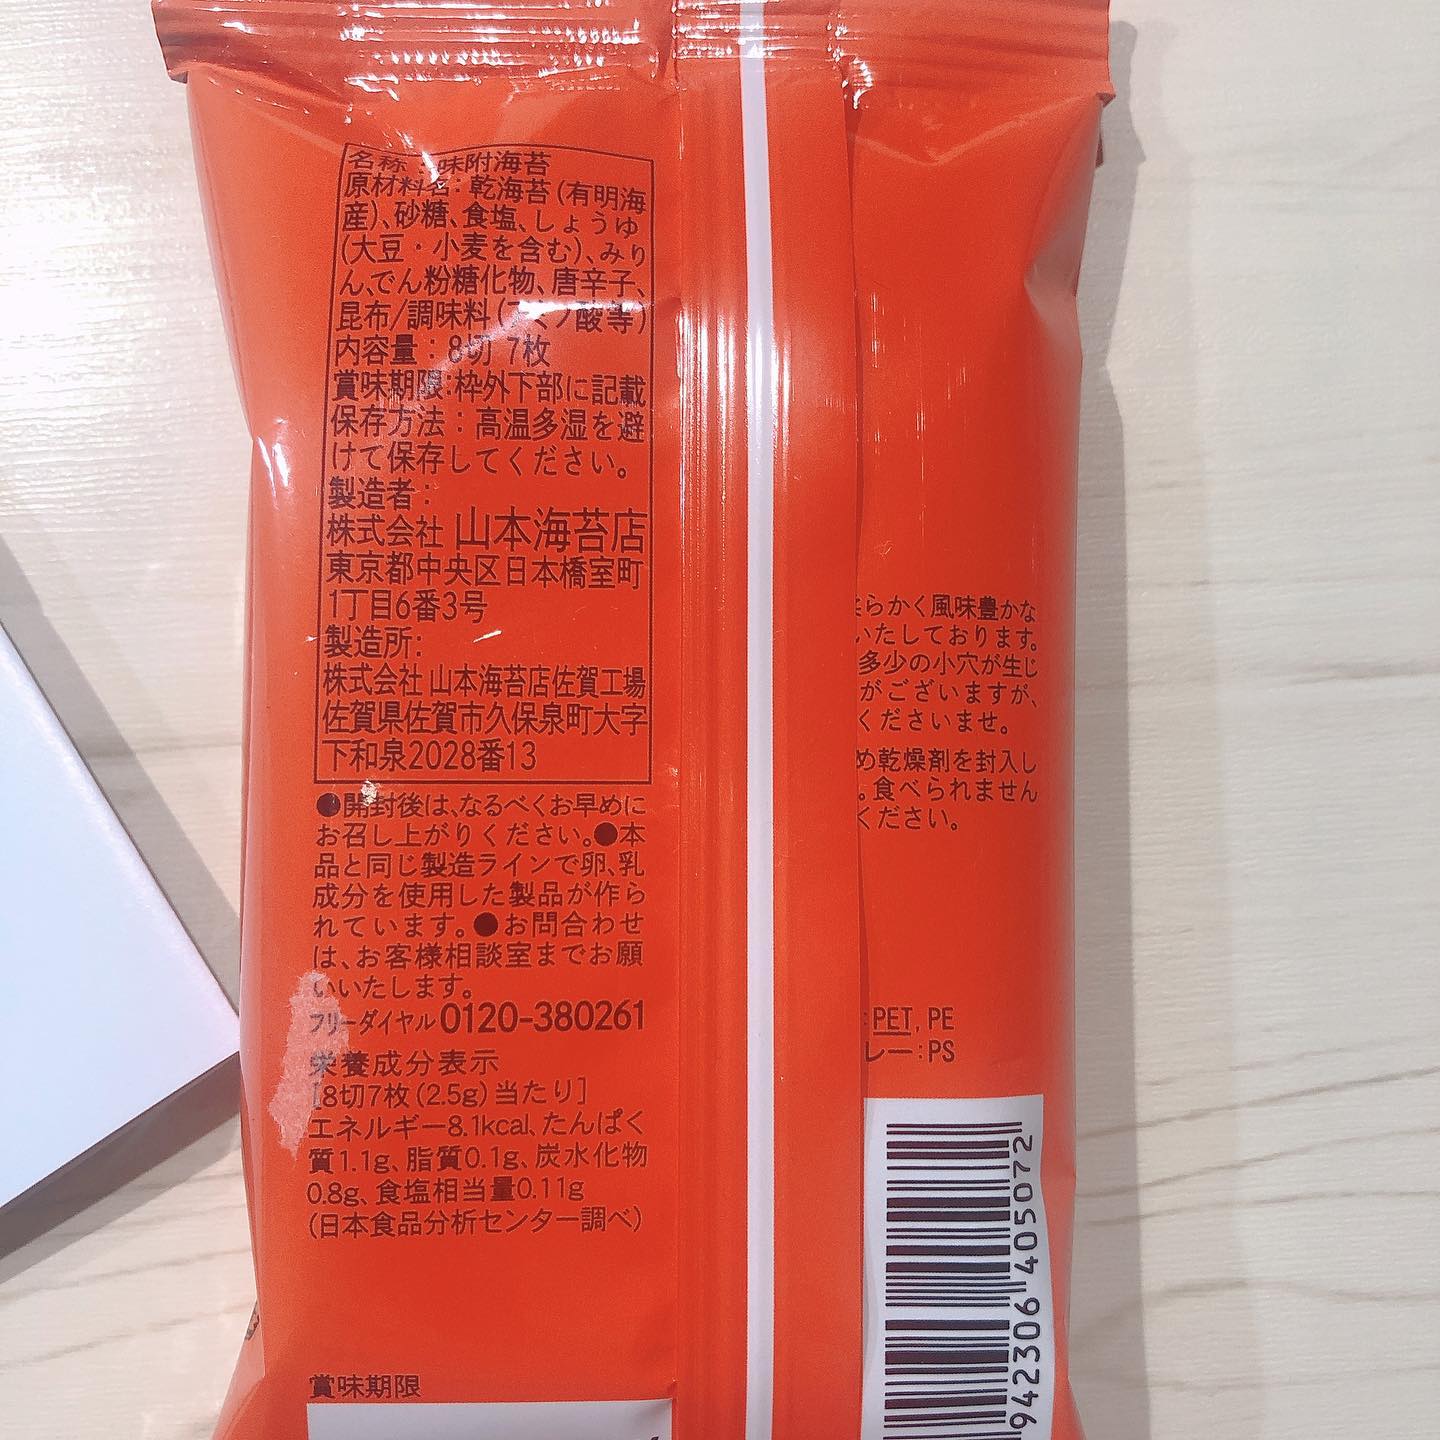 名称：味附海苔
原材料名：乾海苔(有明海
産)、砂糖、食塩、しょうゆ
(大豆・小麦を含む)、みり
ん、でん粉糖化物、唐辛子、
昆布/調味料(アミノ酸等)
内容量：8切 7枚
賞味期限：枠外下部に記載
保存方法：高温多湿を避
けて保存してください。
製造者：
株式会社 山本海苔店
東京都中央区日本橋室町
1丁目6番3号
製造所：
株式会社 山本海苔店佐賀工場
佐賀県佐賀市久保泉町大字
下和泉2028番13
●開封後は、なるべくお早めに
お召し上がりください。●本
品と同じ製造ラインで卵、乳
成分を使用した製品が作ら
れています。●お問合わせ
は、お客様相談室までお願
いいたします。
フリーダイヤル 0120-380261
栄養成分表示
[8切7枚(2.5g)当たり]
エネルギー8.1kcal、たんぱく
質1.1g、脂質0.1g、炭水化物
0.8g、食塩相当量0.11g
(日本食品分析センター調べ)
賞味期限
らかく風味豊かな
いたしております。
多少の小穴が生じ
がございますが、
くださいませ。
め乾燥剤を封入し
。食べられません
ください。
：PET, PE
レー：PS
942306 405072